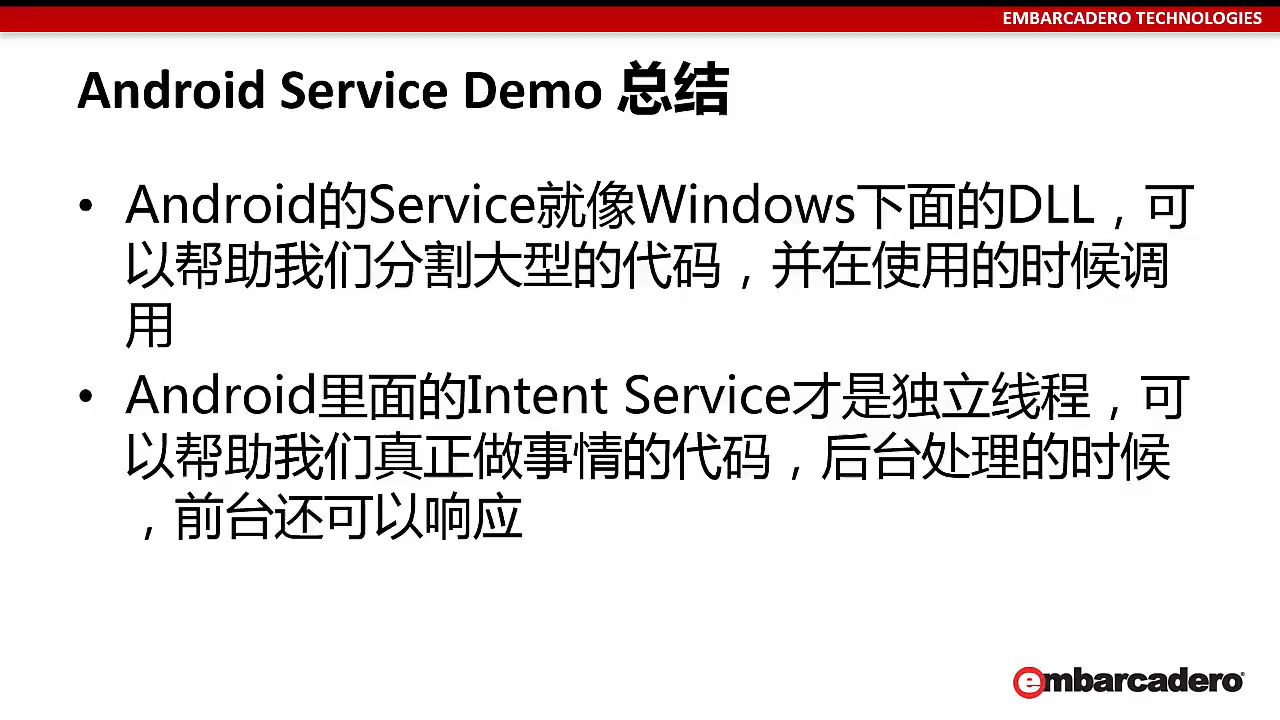 EMBARCADERO TECHNOLOGIES
Android Service Demo 总结
• Android的Service就像Windows下面的DLL，可
以帮助我们分割大型的代码，并在使用的时候调
用
• Android里面的Intent Service才是独立线程，可
以帮助我们真正做事情的代码，后台处理的时候
，前台还可以响应
embarcadero®